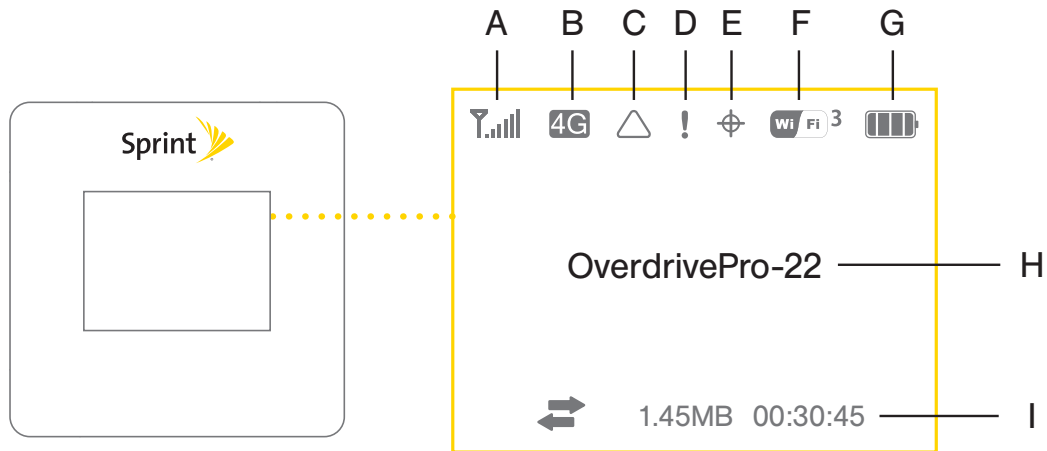 A B C D E F G
Sprint
4G ! Wi Fi 3
OverdrivePro-22 H
1.45MB 00:30:45 I